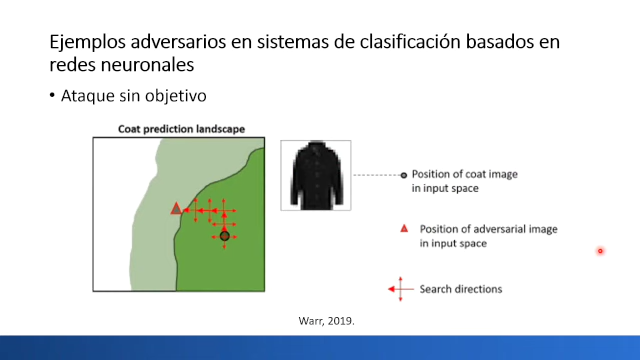 Ejemplos adversarios en sistemas de clasificación basados en
redes neuronales
• Ataque sin objetivo
Coat prediction landscape
Position of coat image
in input space
Position of adversarial image
in input space
Search directions
Warr, 2019.